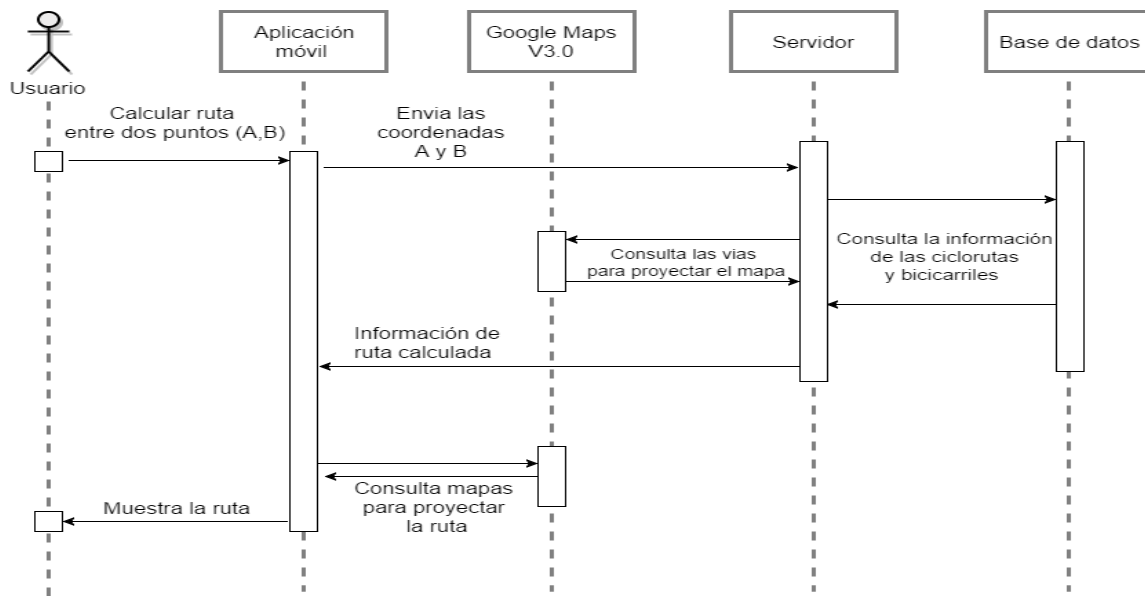 Usuario
Aplicación
móvil
Google Maps
V3.0
Servidor
Base de datos
Calcular ruta
entre dos puntos (A,B)
Envia las
coordenadas
A y B
Consulta las vias
para proyectar el mapa
Consulta la información
de las ciclorutas
y bicicarriles
Información de
ruta calculada
Consulta mapas
para proyectar
la ruta
Muestra la ruta